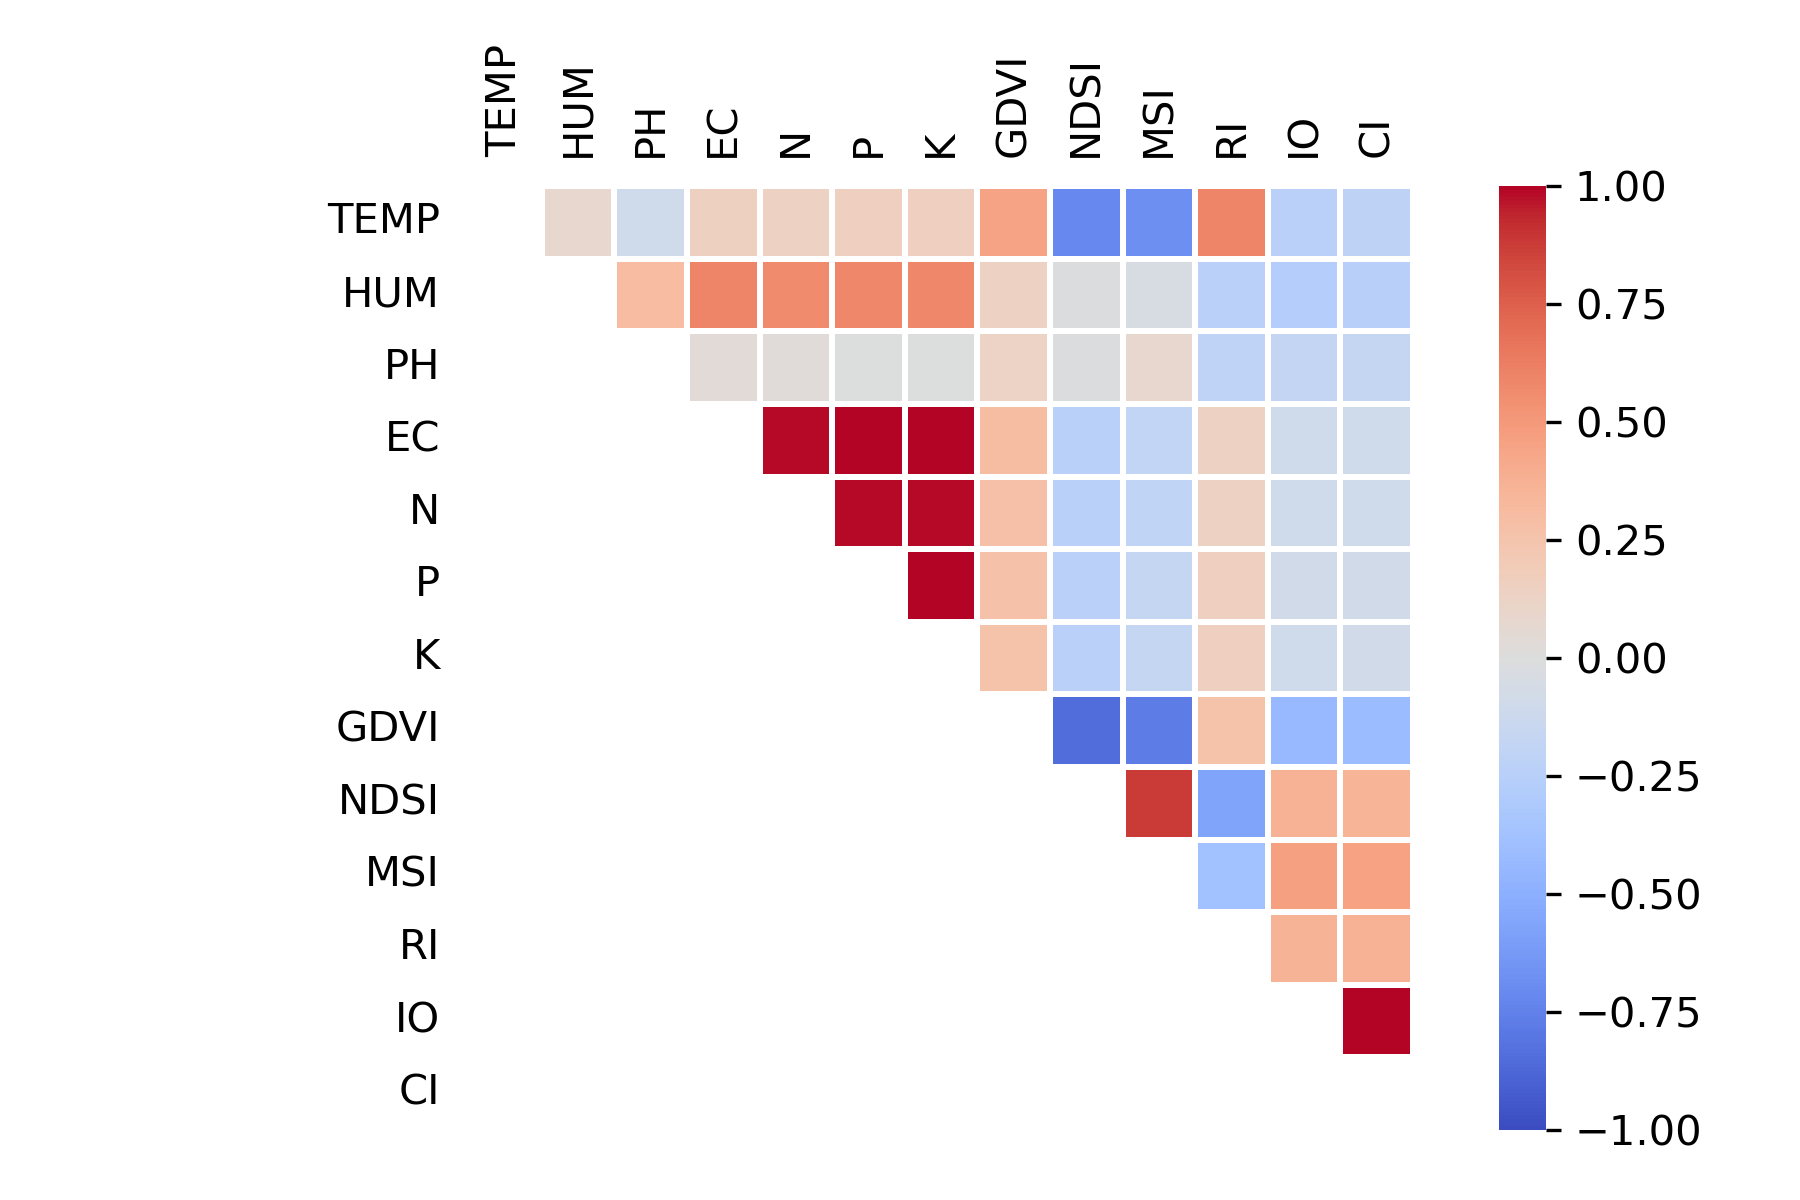 TEMP HUM PH EC N P K GDVI NDSI MSI RI IO CI
TEMP
HUM
PH
EC
N
P
K
GDVI
NDSI
MSI
RI
IO
CI
1.00
0.75
0.50
0.25
0.00
−0.25
−0.50
−0.75
−1.00